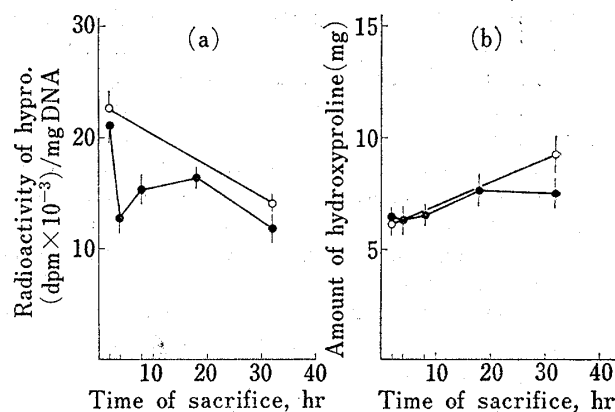 (a)
Radioactivity of hypro.
((dpm×10⁻³)/mg DNA
30
20
10
10 20 30 40
Time of sacrifice, hr
(b)
Amount of hydroxyproline(mg)
15
10
5
10 20 30 40
Time of sacrifice, hr